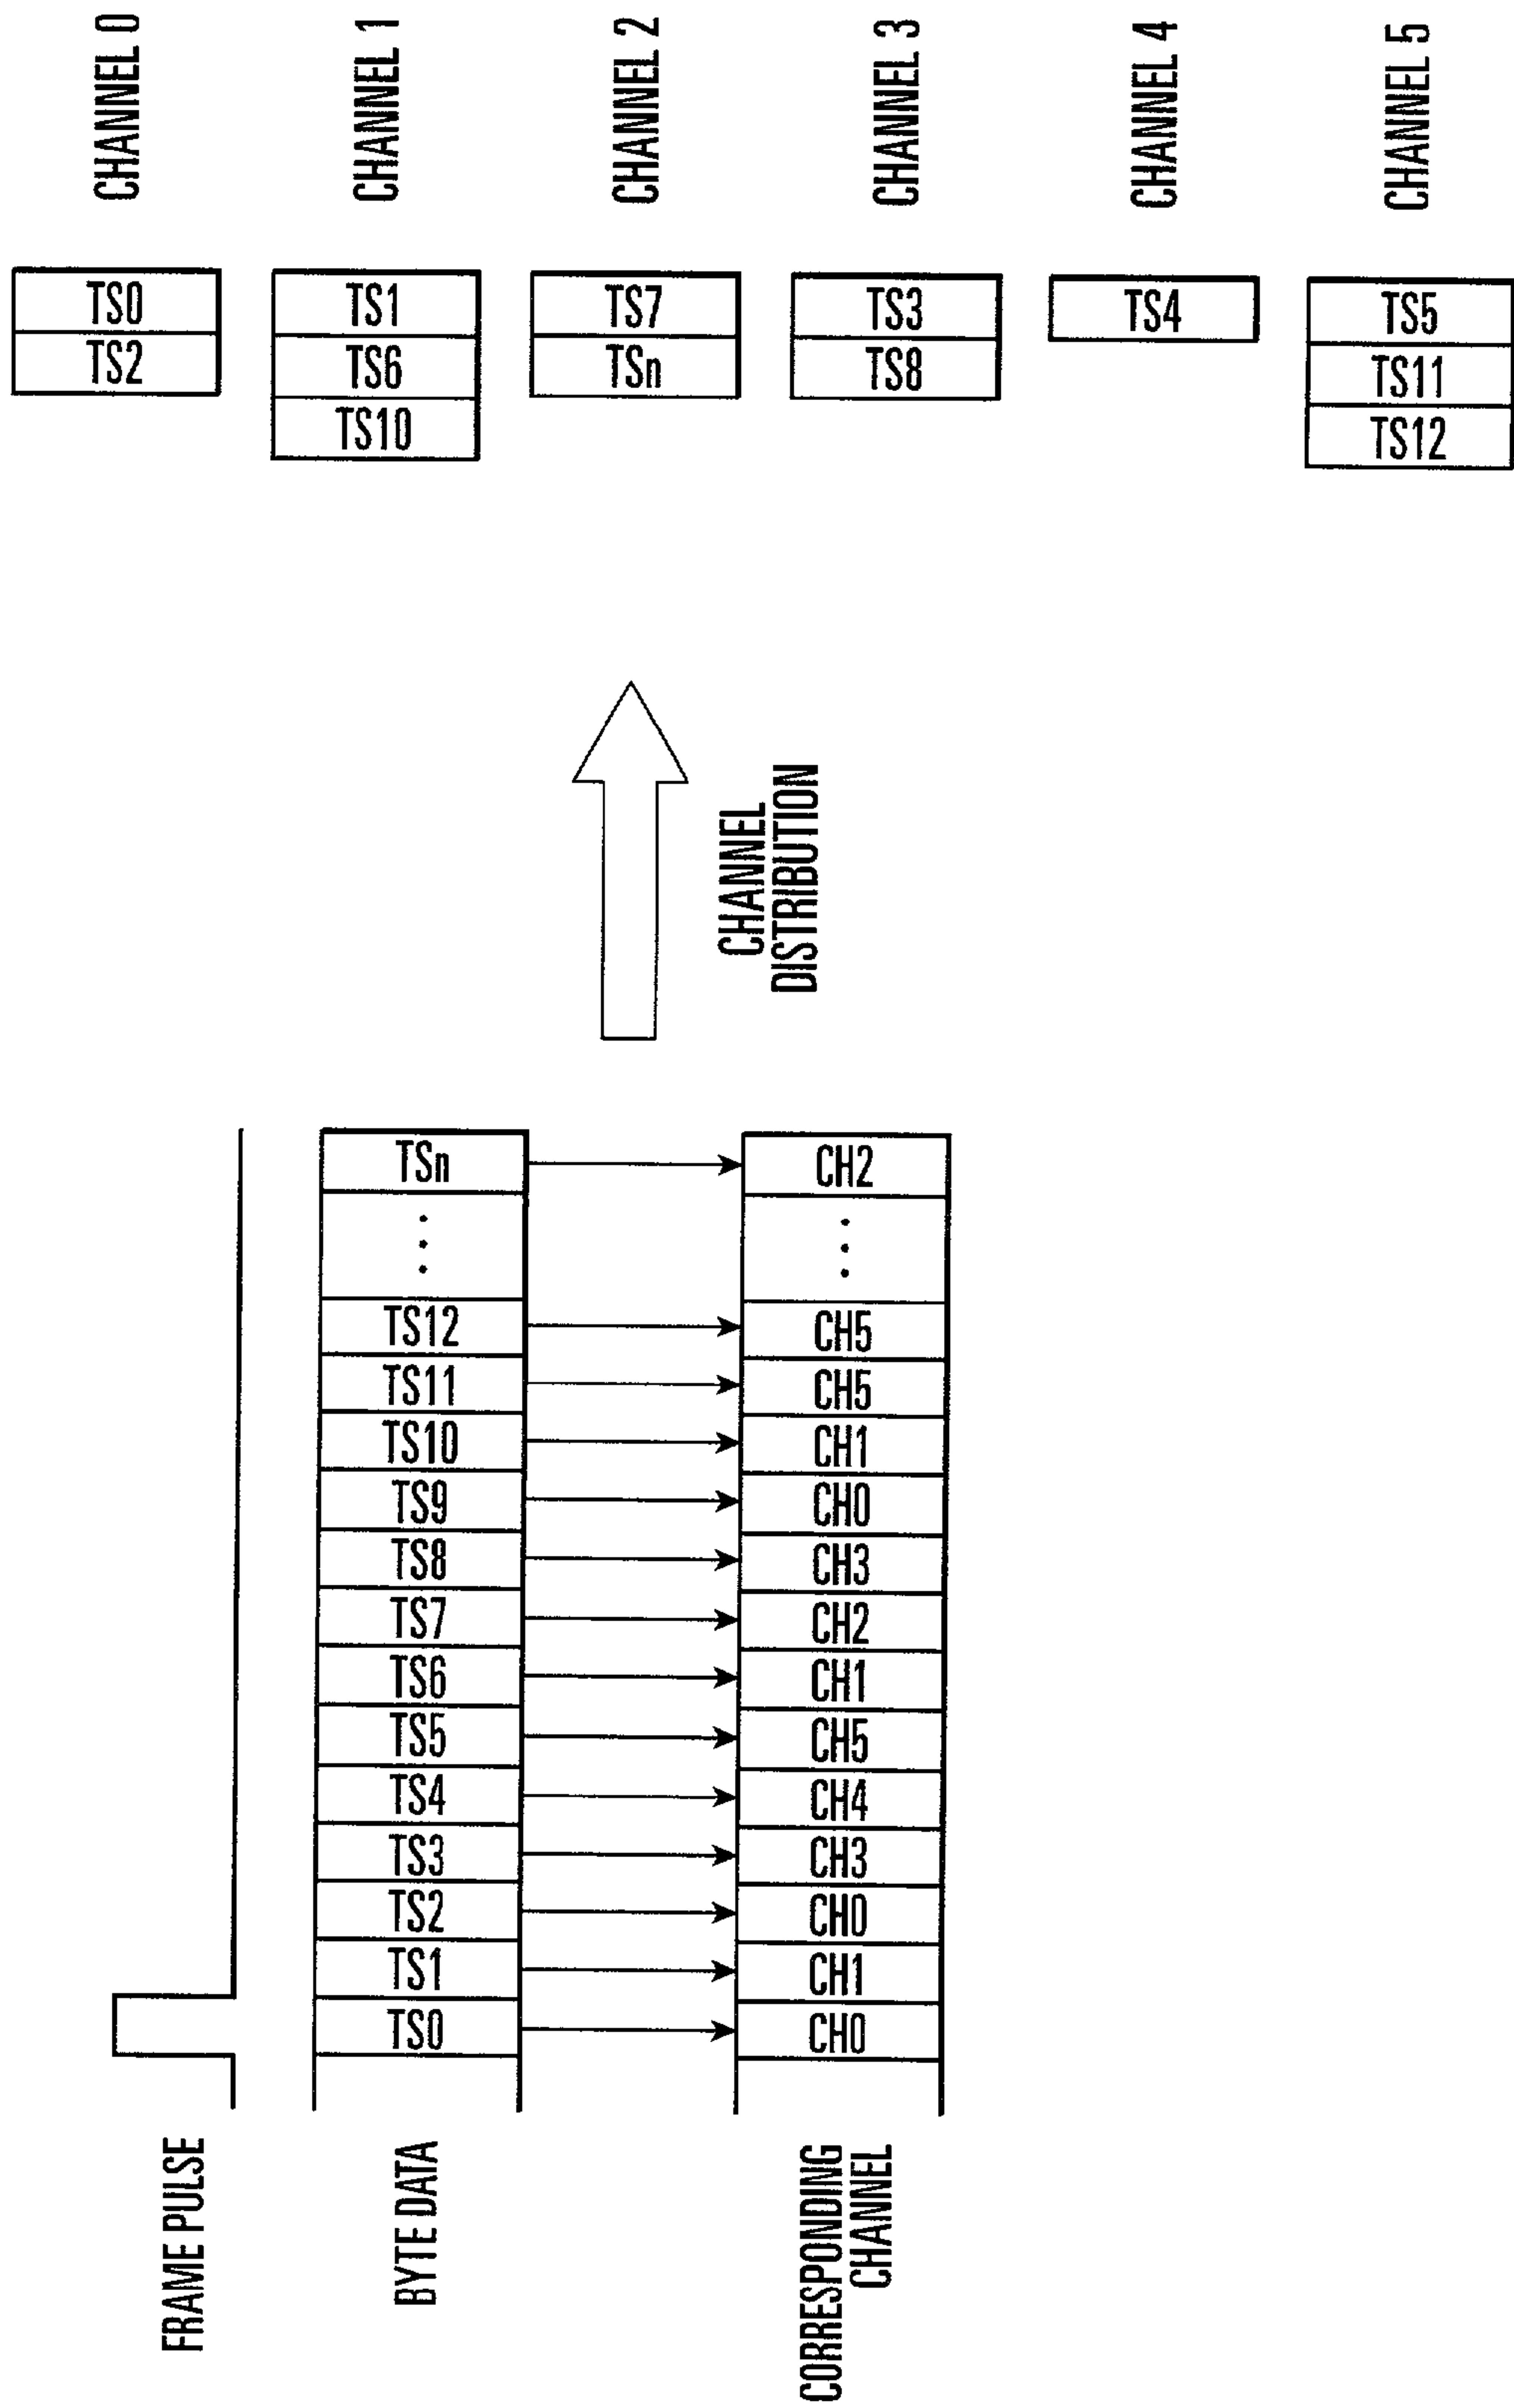 FRAME PULSE
BYTE DATA
TS0
TS1
TS2
TS3
TS4
TS5
TS6
TS7
TS8
TS9
TS10
TS11
TS12
...
TSn
CORRESPONDING
CHANNEL
CH0
CH1
CH0
CH3
CH4
CH5
CH1
CH2
CH3
CH0
CH1
CH5
CH5
...
CH2
CHANNEL
DISTRIBUTION
TS0
TS2
CHANNEL 0
TS1
TS6
TS10
CHANNEL 1
TS7
TSn
CHANNEL 2
TS3
TS8
CHANNEL 3
TS4
CHANNEL 4
TS5
TS11
TS12
CHANNEL 5